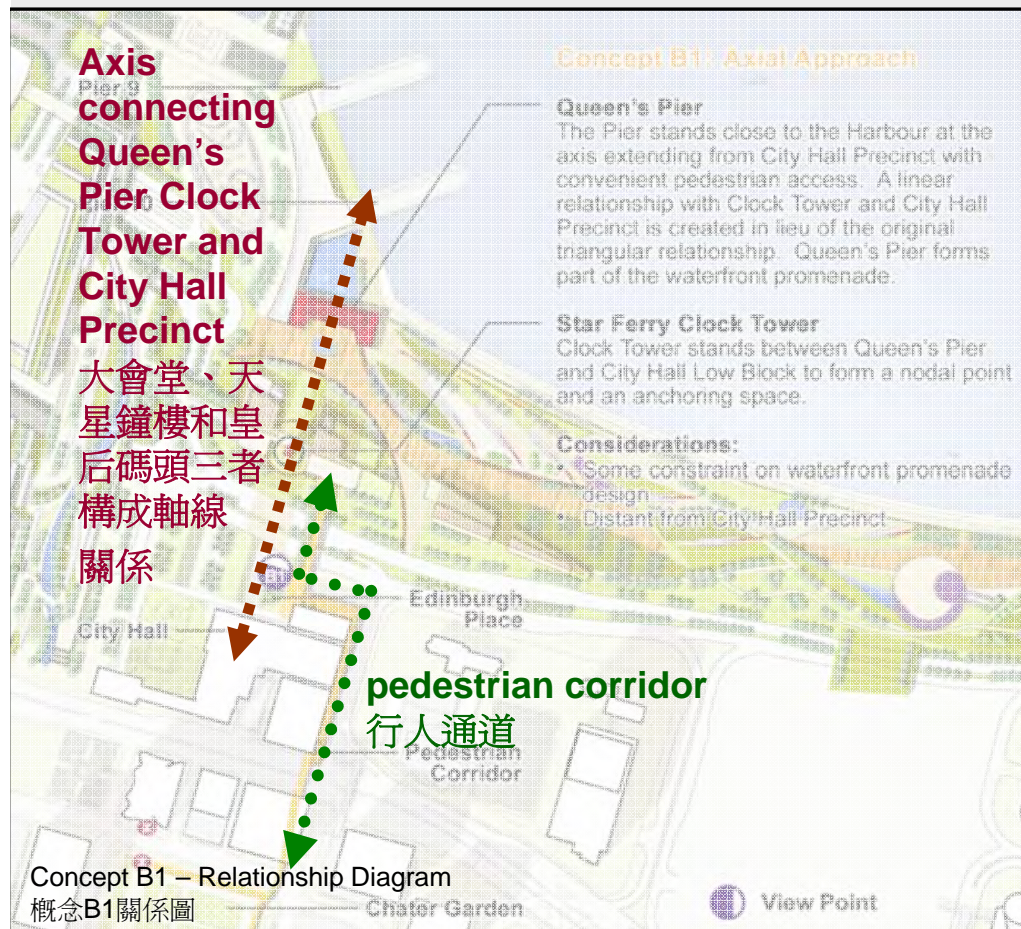 Axis
connecting
Queen's
Pier Clock
Tower and
City Hall
Precinct
大會堂、天
星鐘樓和皇
后碼頭三者
構成軸線
關係
Pier 9
City Hall
Concept B1: Axial Approach
Queen's Pier
The Pier stands close to the Harbour at the
axis extending from City Hall Precinct with
convenient pedestrian access. A linear
relationship with Clock Tower and City Hall
Precinct is created in lieu of the original
triangular relationship. Queen's Pier forms
part of the waterfront promenade.
Star Ferry Clock Tower
Clock Tower stands between Queen's Pier
and City Hall Low Block to form a nodal point
and an anchoring space.
Considerations:
• Some constraint on waterfront promenade
design
• Distant from City Hall Precinct
Edinburgh
Place
pedestrian corridor
行人通道
Pedestrian
Corridor
Concept B1 – Relationship Diagram
概念B1關係圖
Chater Garden
View Point